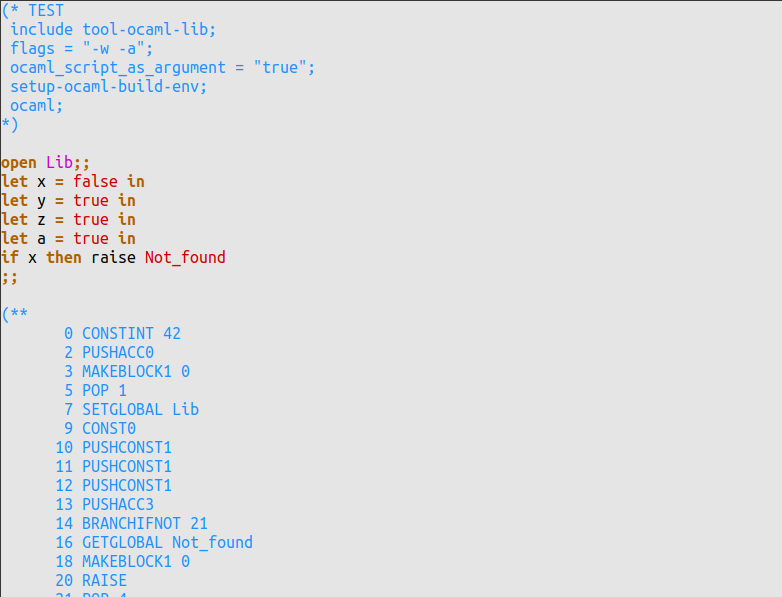 (* TEST
 include tool-ocaml-lib;
 flags = "-w -a";
 ocaml_script_as_argument = "true";
 setup-ocaml-build-env;
 ocaml;
*)

open Lib;;
let x = false in
let y = true in
let z = true in
let a = true in
if x then raise Not_found
;;

(**
       0 CONSTINT 42
       2 PUSHACC0
       3 MAKEBLOCK1 0
       5 POP 1
       7 SETGLOBAL Lib
       9 CONST0
      10 PUSHCONST1
      11 PUSHCONST1
      12 PUSHCONST1
      13 PUSHACC3
      14 BRANCHIFNOT 21
      16 GETGLOBAL Not_found
      18 MAKEBLOCK1 0
      20 RAISE
      21 POP 4